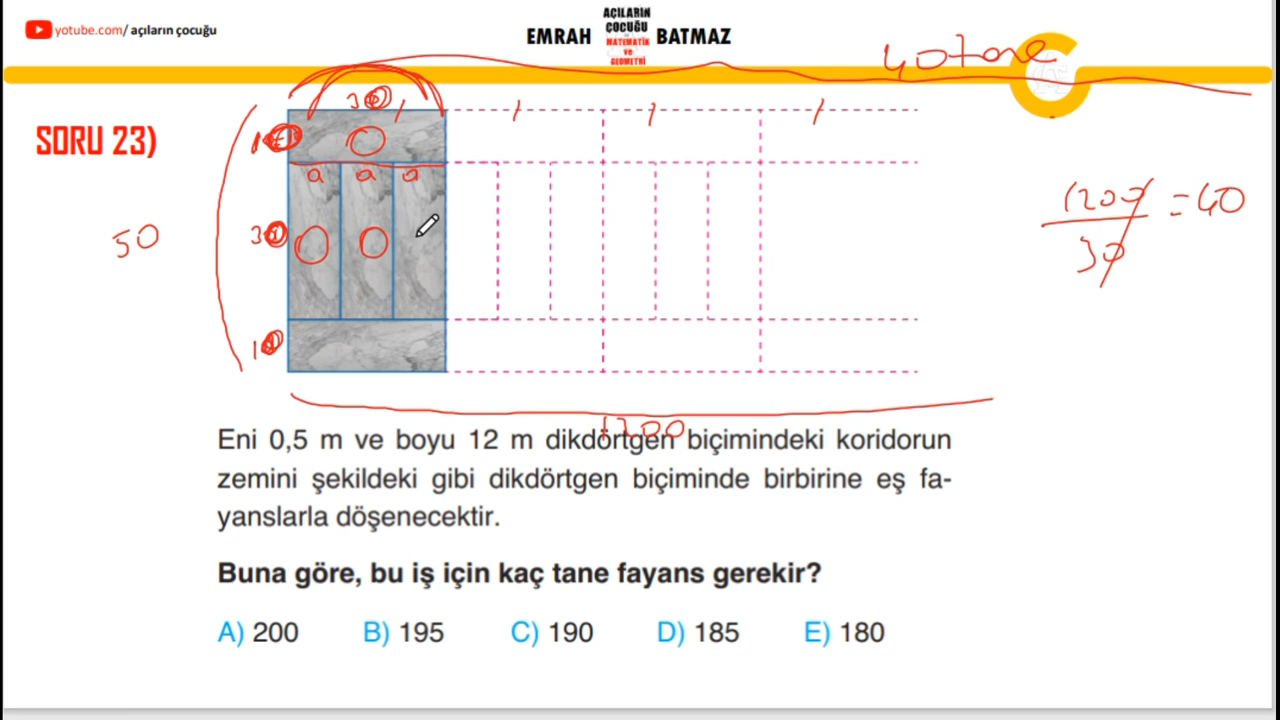 yotube.com/ açıların çocuğu
EMRAH
AÇILARIN
ÇOCUĞU
MATEMATİK
ve
GEOMETRİ
BATMAZ
40 tane
SORU 23)
30
10
a a a
30
50
10
1200
30
=40
1200
Eni 0,5 m ve boyu 12 m dikdörtgen biçimindeki koridorun
zemini şekildeki gibi dikdörtgen biçiminde birbirine eş fa-
yanslarla döşenecektir.
Buna göre, bu iş için kaç tane fayans gerekir?
A) 200 B) 195 C) 190 D) 185 E) 180